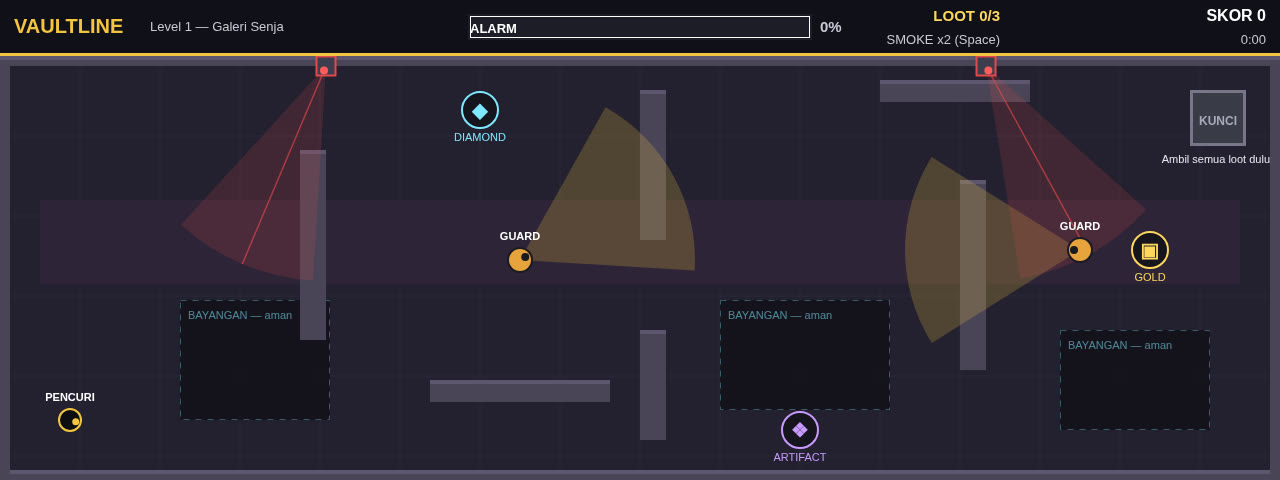 VAULTLINE
Level 1 — Galeri Senja
ALARM
0%
LOOT 0/3
SMOKE x2 (Space)
SKOR 0
0:00
DIAMOND
KUNCI
Ambil semua loot dulu
GUARD
GUARD
GOLD
BAYANGAN — aman
BAYANGAN — aman
BAYANGAN — aman
PENCURI
ARTIFACT